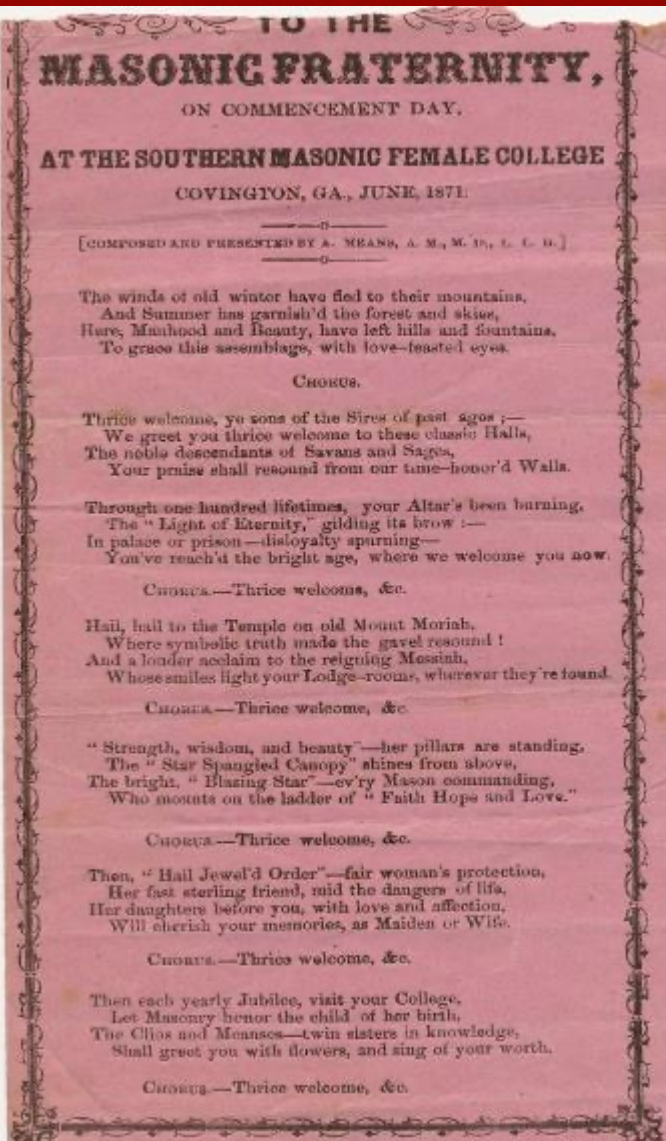 TO THE
MASONIC FRATERNITY,
ON COMMENCEMENT DAY,
AT THE SOUTHERN MASONIC FEMALE COLLEGE
COVINGTON, GA., JUNE, 1871.
[COMPOSED AND PRESENTED BY A. MEANS, A. M., M. D., L. L. D.]
The winds of old winter have fled to their mountains,
And Summer has garnish'd the forest and skies,
Here, Manhood and Beauty, have left hills and fountains,
To grace this assemblage, with love-feasted eyes.
CHORUS.
Thrice welcome, ye sons of the Sires of past ages ;—
We greet you thrice welcome to these classic Halls,
The noble descendants of Savans and Sages,
Your praise shall resound from our time-honor'd Walls.
Through one hundred lifetimes, your Altar's been burning,
The " Light of Eternity," gilding its brow :—
In palace or prison—disloyalty spurning—
You've reach'd the bright age, where we welcome you now.
CHORUS.—Thrice welcome, &c.
Hail, hail to the Temple on old Mount Moriah,
Where symbolic truth made the gavel resound !
And a louder acclaim to the reigning Messiah,
Whose smiles light your Lodge-rooms, wherever they're found.
CHORUS.—Thrice welcome, &c.
" Strength, wisdom, and beauty"—her pillars are standing,
The " Star Spangled Canopy" shines from above,
The bright, " Blazing Star"—ev'ry Mason commanding,
Who mounts on the ladder of " Faith Hope and Love."
CHORUS.—Thrice welcome, &c.
Then, " Hail Jewel'd Order"—fair woman's protection,
Her fast sterling friend, mid the dangers of life,
Her daughters before you, with love and affection,
Will cherish your memories, as Maiden or Wife.
CHORUS.—Thrice welcome, &c.
Then each yearly Jubilee, visit your College,
Let Masonry honor the child of her birth,
The Clios and Meanses—twin sisters in knowledge,
Shall greet you with flowers, and sing of your worth.
CHORUS.—Thrice welcome, &c.